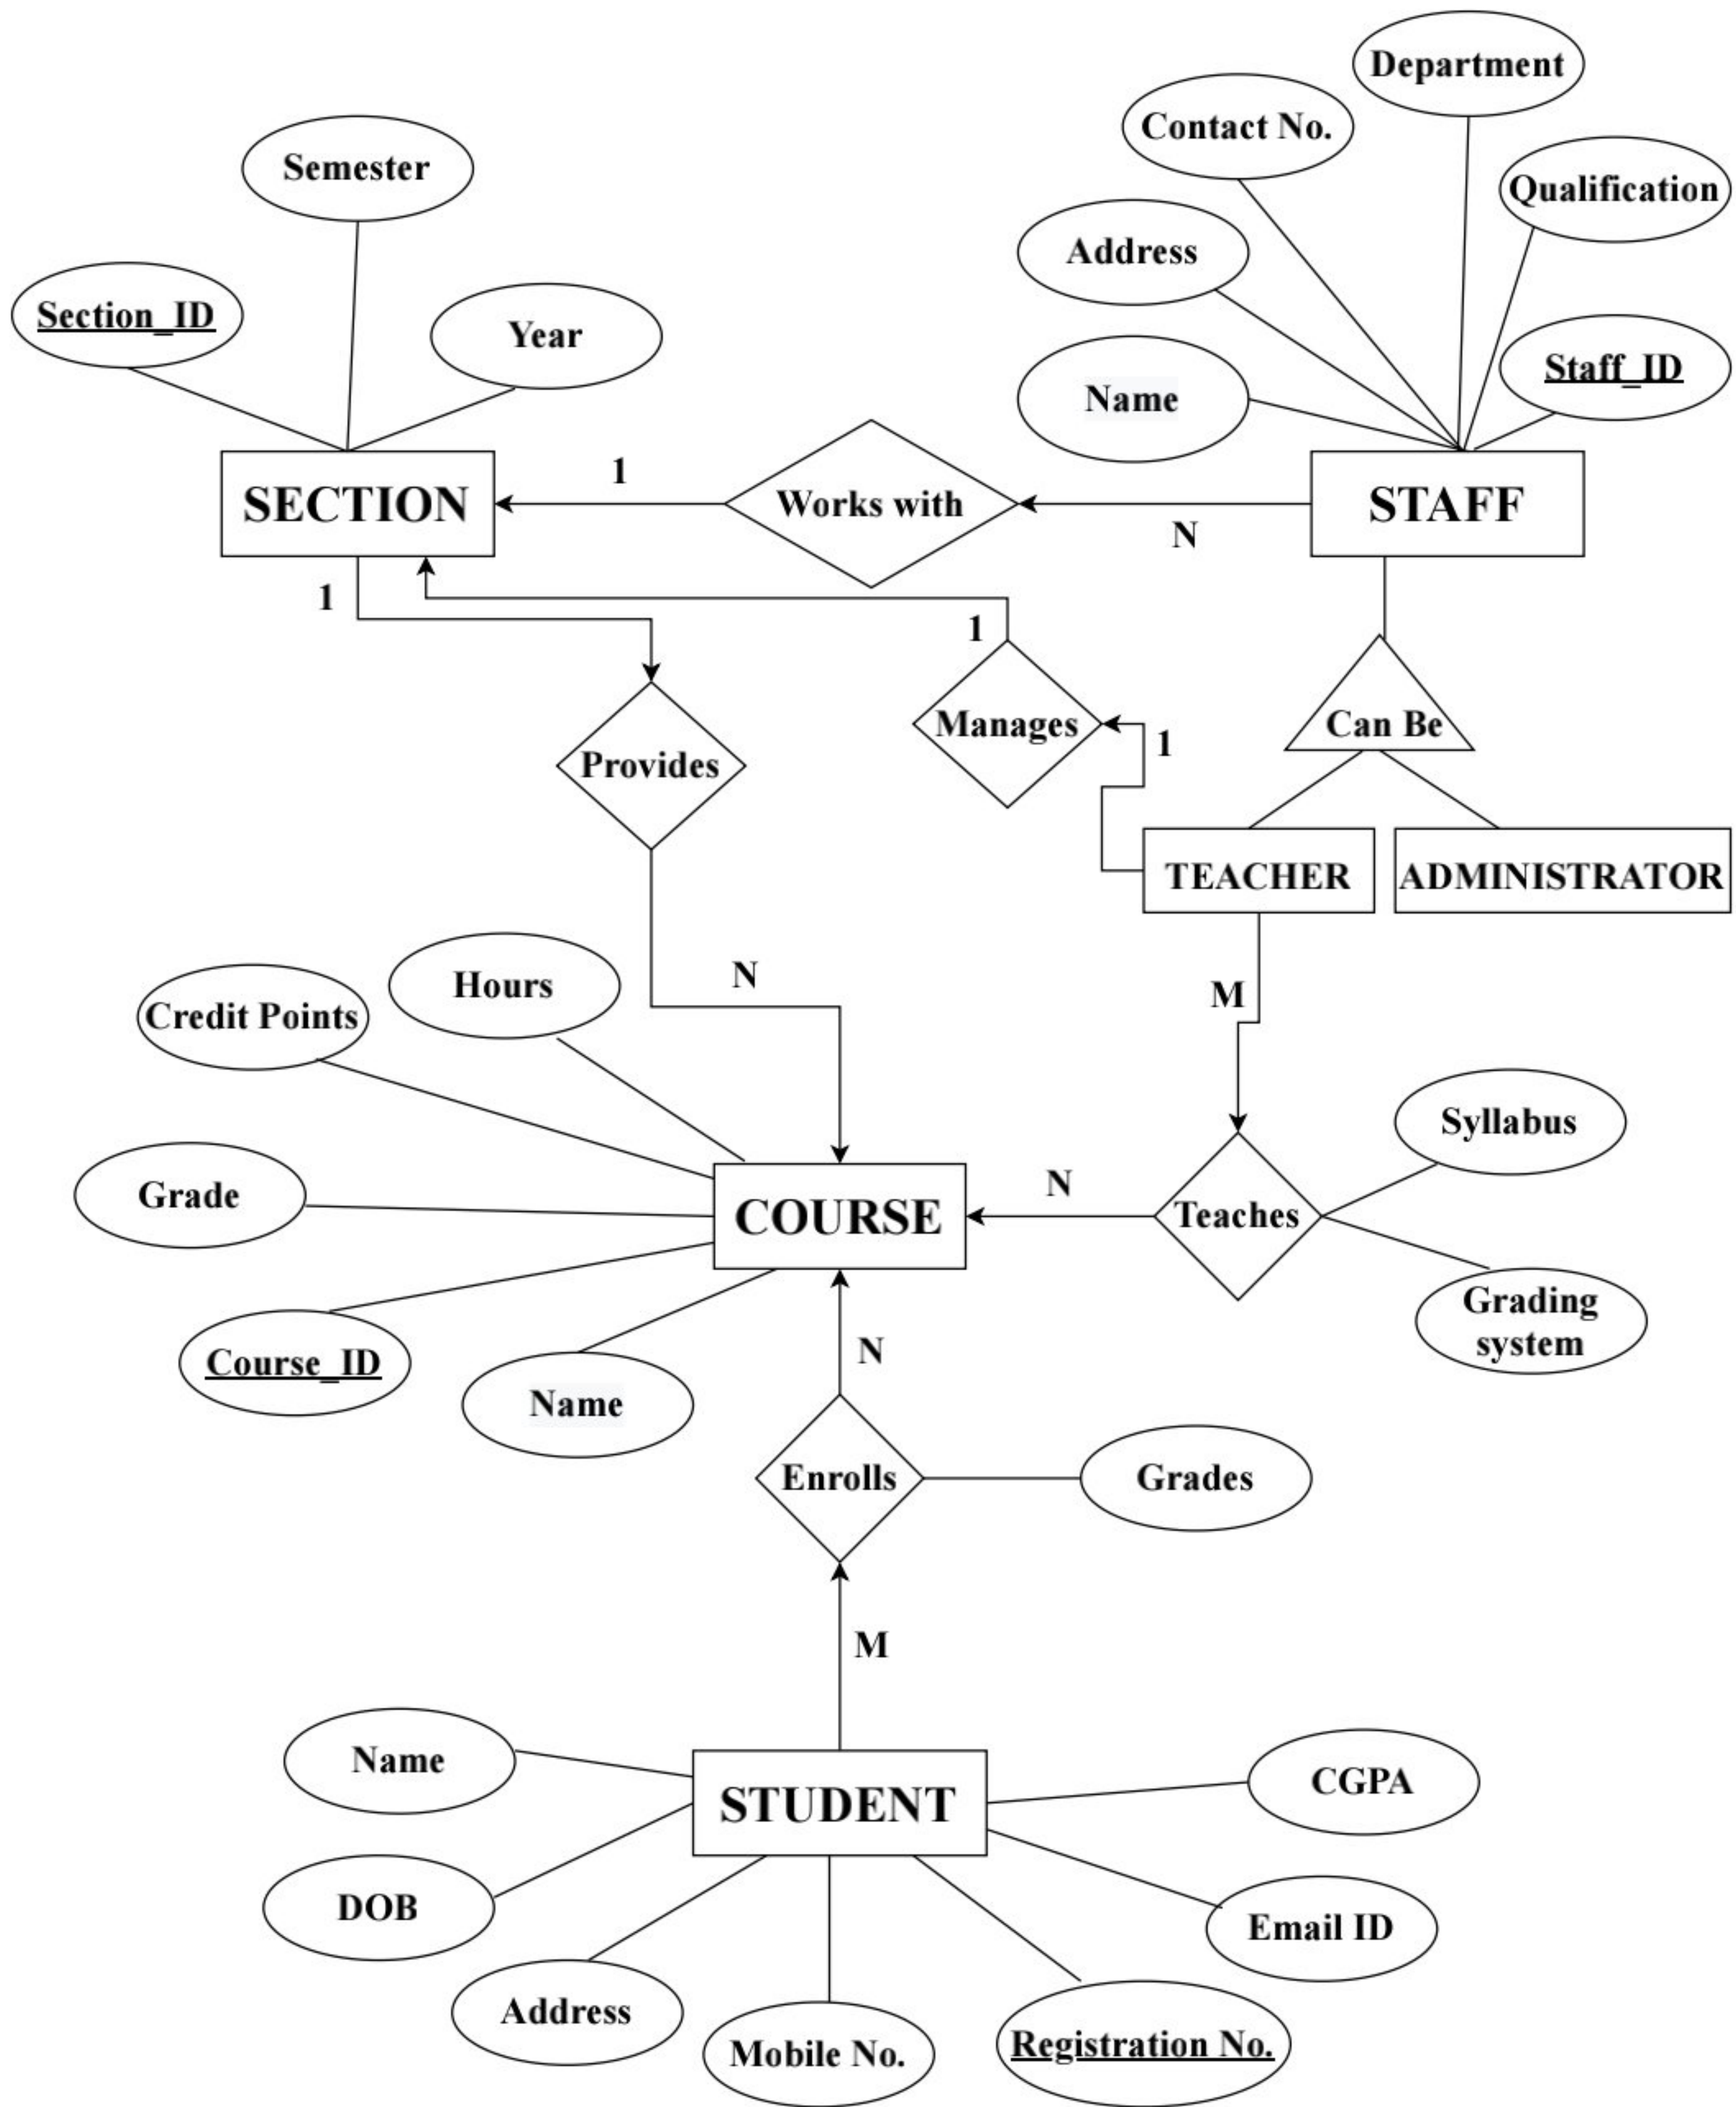 Department
Contact No.
Semester
Qualification
Address
Section_ID
Year
Staff_ID
Name
1
SECTION
Works with
STAFF
N
1
1
Manages
Can Be
1
Provides
TEACHER
ADMINISTRATOR
N
Hours
M
Credit Points
Syllabus
N
Grade
COURSE
Teaches
Grading
system
N
Course_ID
Name
Enrolls
Grades
M
Name
CGPA
STUDENT
DOB
Email ID
Address
Registration No.
Mobile No.